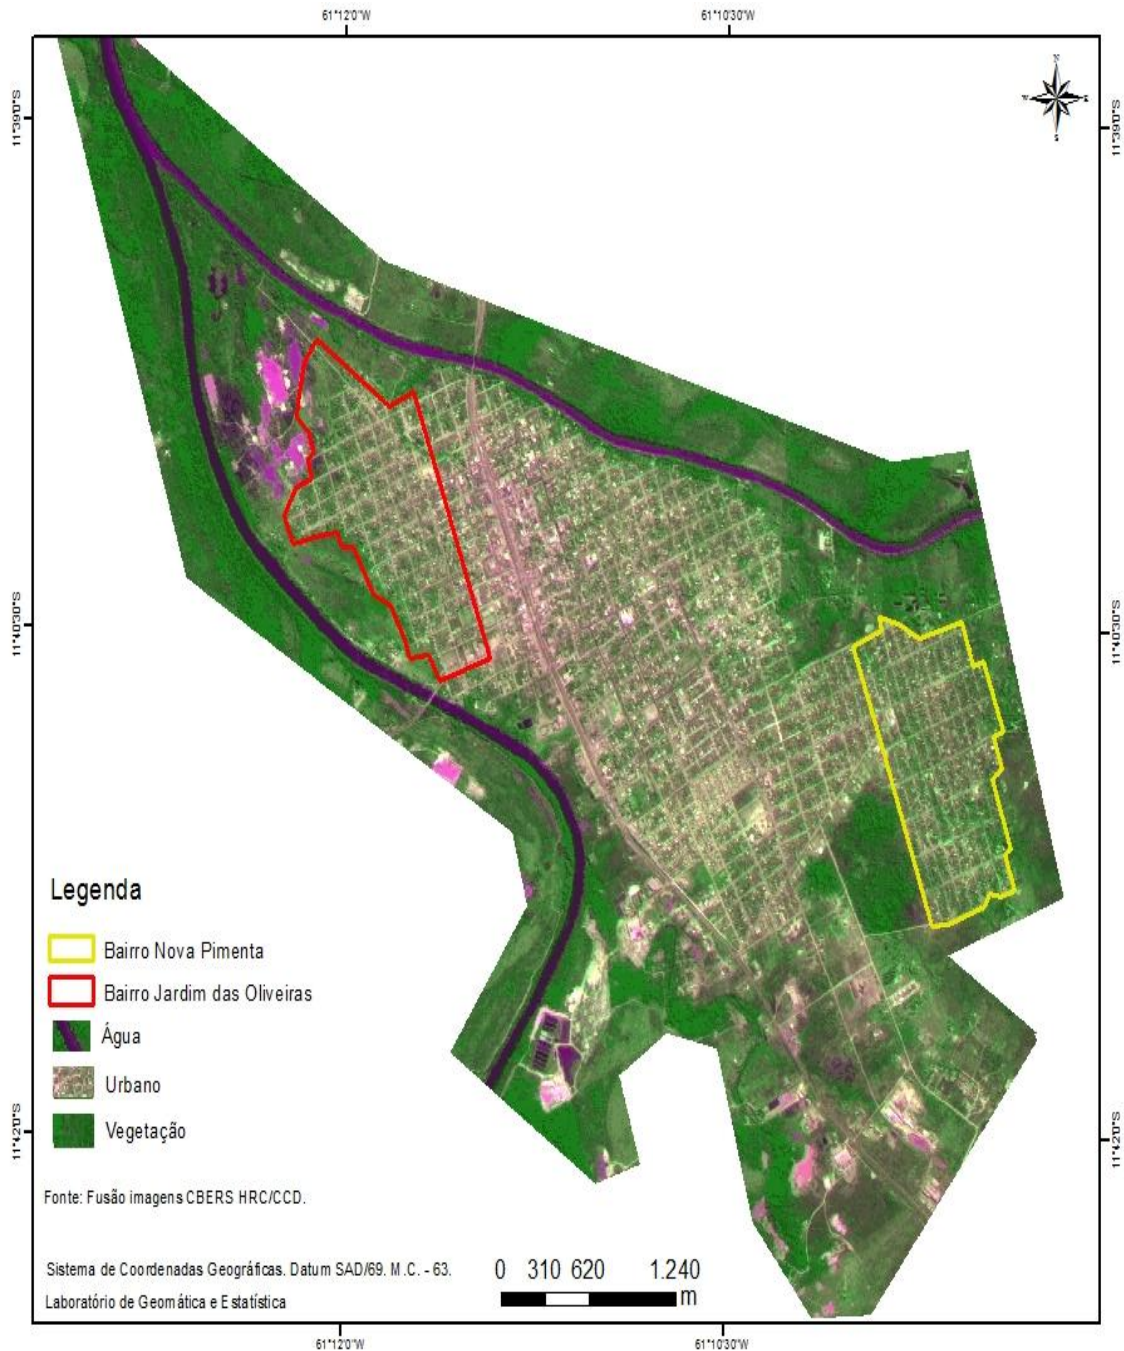 61°12'0"W 61°10'30"W
N
W E
S
11°39'0"S 11°39'0"S
11°40'30"S 11°40'30"S
Legenda
Bairro Nova Pimenta
Bairro Jardim das Oliveiras
Água
Urbano
Vegetação
11°42'0"S 11°42'0"S
Fonte: Fusão imagens CBERS HRC/CCD.
Sistema de Coordenadas Geográficas. Datum SAD/69. M.C. - 63.
0 310 620 1.240
m
Laboratório de Geomática e Estatística
61°12'0"W 61°10'30"W